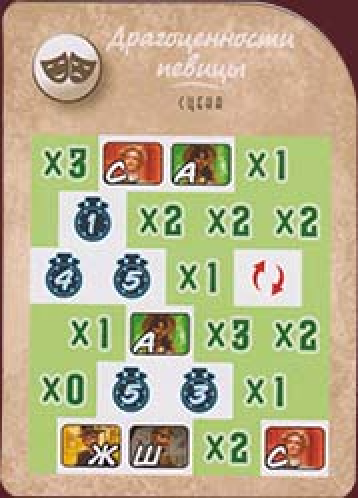 Драгоценности
певицы
СЦЕНА
X3 С А X1
1 X2 X2 X2
4 5 X1
X1 А X3 X2
X0 5 3 X1
Ж Ш X2 С